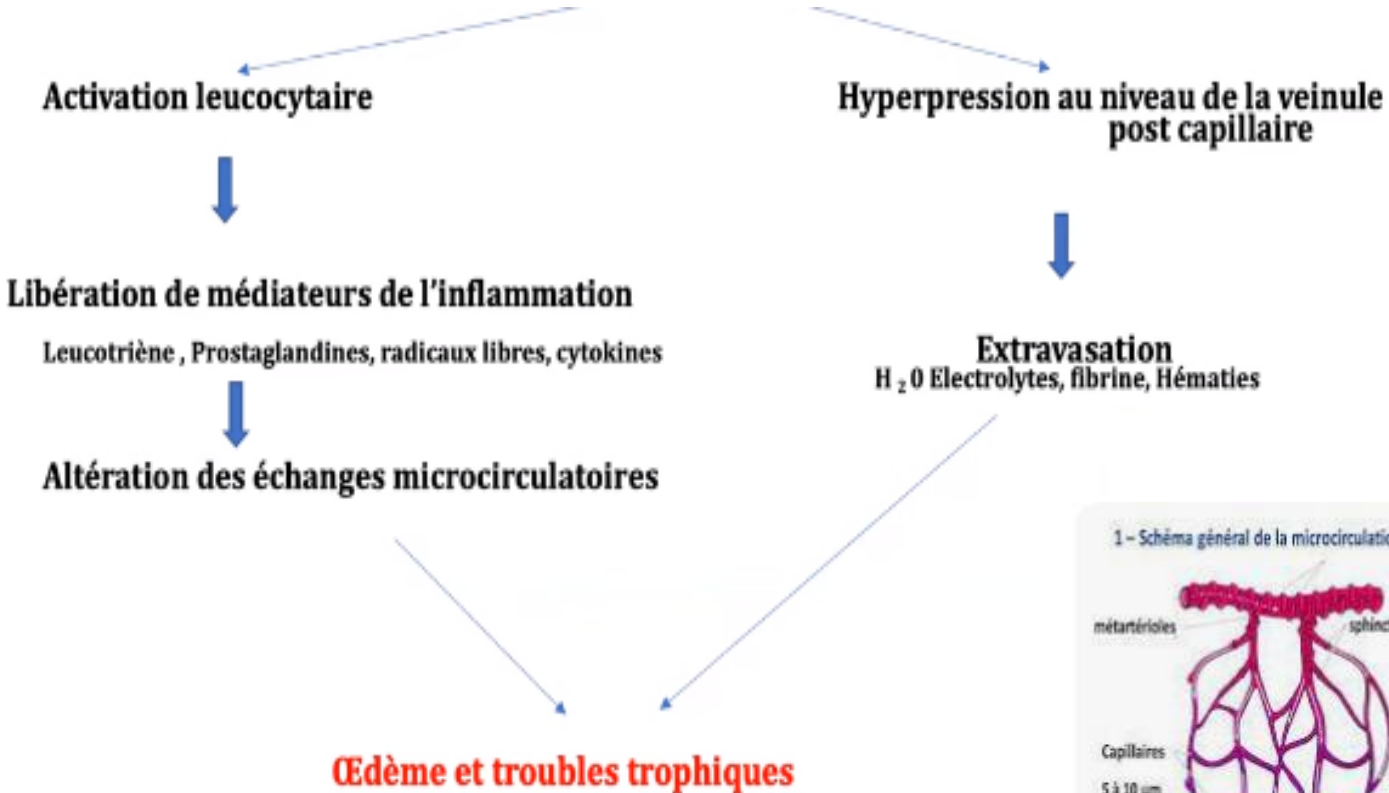 Activation leucocytaire
Hyperpression au niveau de la veinule
post capillaire
Libération de médiateurs de l'inflammation
Leucotriène , Prostaglandines, radicaux libres, cytokines
Extravasation
H 2 0 Electrolytes, fibrine, Hématies
Altération des échanges microcirculatoires
1 – Schéma général de la microcirculatio
métartérioles
sphinc
Capillaires
5 à 10 um
Œdème et troubles trophiques